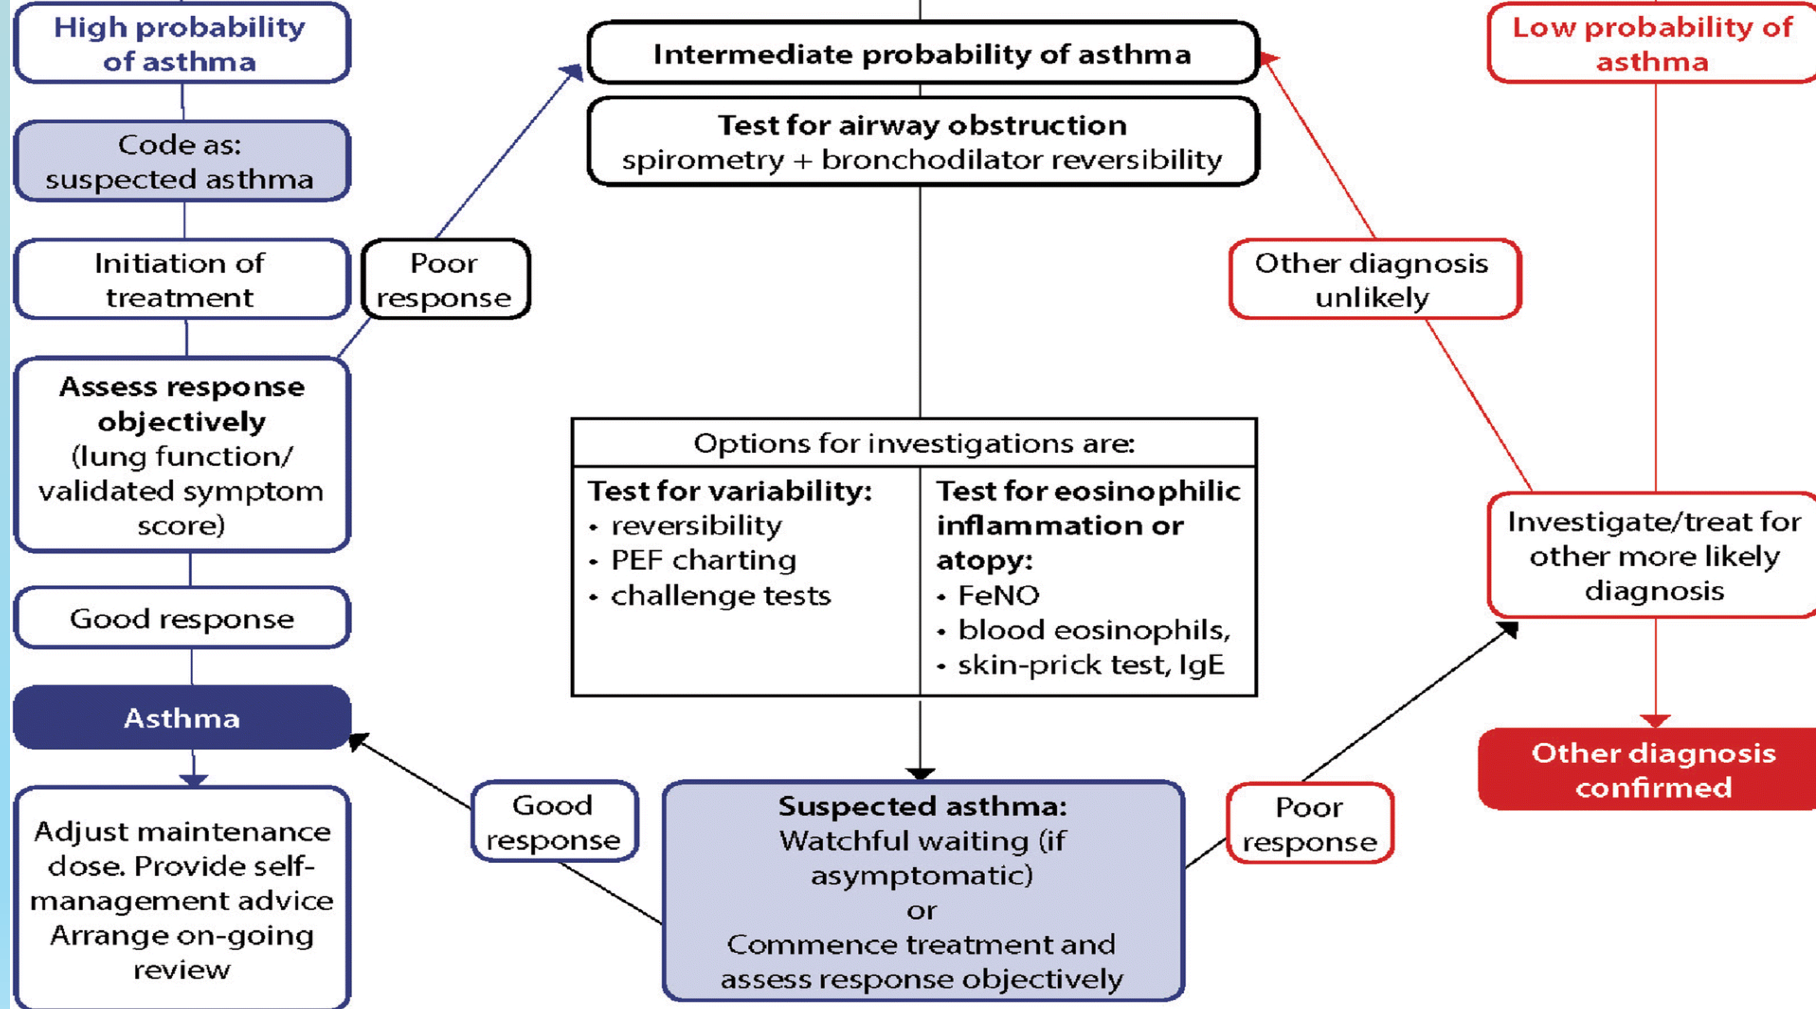 High probability
of asthma
Code as:
suspected asthma
Initiation of
treatment
Poor
response
Assess response
objectively
(lung function/
validated symptom
score)
Good response
Asthma
Adjust maintenance
dose. Provide self-
management advice
Arrange on-going
review
Intermediate probability of asthma
Test for airway obstruction
spirometry + bronchodilator reversibility
Options for investigations are:
Test for variability:
• reversibility
• PEF charting
• challenge tests
Test for eosinophilic
inflammation or
atopy:
• FeNO
• blood eosinophils,
• skin-prick test, IgE
Good
response
Suspected asthma:
Watchful waiting (if
asymptomatic)
or
Commence treatment and
assess response objectively
Poor
response
Low probability of
asthma
Other diagnosis
unlikely
Investigate/treat for
other more likely
diagnosis
Other diagnosis
confirmed